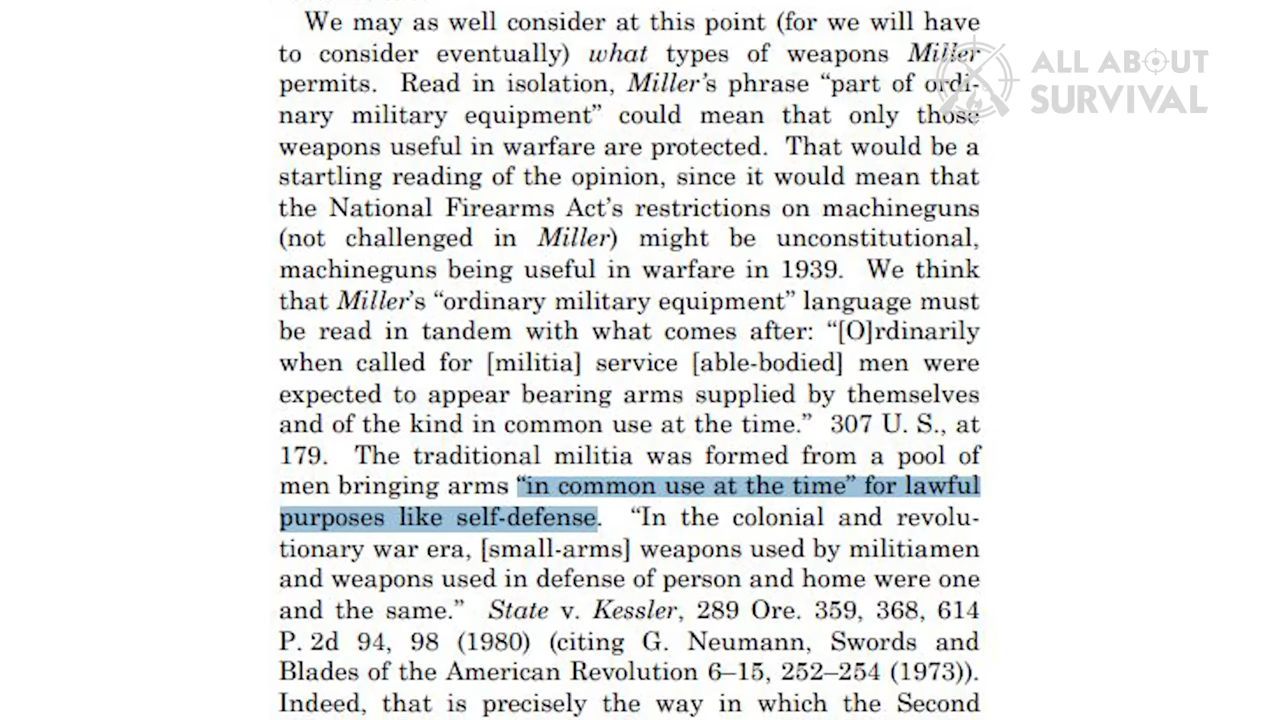 We may as well consider at this point (for we will have
to consider eventually) what types of weapons Miller
permits. Read in isolation, Miller's phrase “part of ordi-
nary military equipment” could mean that only those
weapons useful in warfare are protected. That would be a
startling reading of the opinion, since it would mean that
the National Firearms Act's restrictions on machineguns
(not challenged in Miller) might be unconstitutional,
machineguns being useful in warfare in 1939. We think
that Miller's “ordinary military equipment” language must
be read in tandem with what comes after: “[O]rdinarily
when called for [militia] service [able-bodied] men were
expected to appear bearing arms supplied by themselves
and of the kind in common use at the time.” 307 U. S., at
179. The traditional militia was formed from a pool of
men bringing arms “in common use at the time” for lawful
purposes like self-defense. “In the colonial and revolu-
tionary war era, [small-arms] weapons used by militiamen
and weapons used in defense of person and home were one
and the same.” State v. Kessler, 289 Ore. 359, 368, 614
P. 2d 94, 98 (1980) (citing G. Neumann, Swords and
Blades of the American Revolution 6–15, 252–254 (1973)).
Indeed, that is precisely the way in which the Second
ALL ABOUT
SURVIVAL